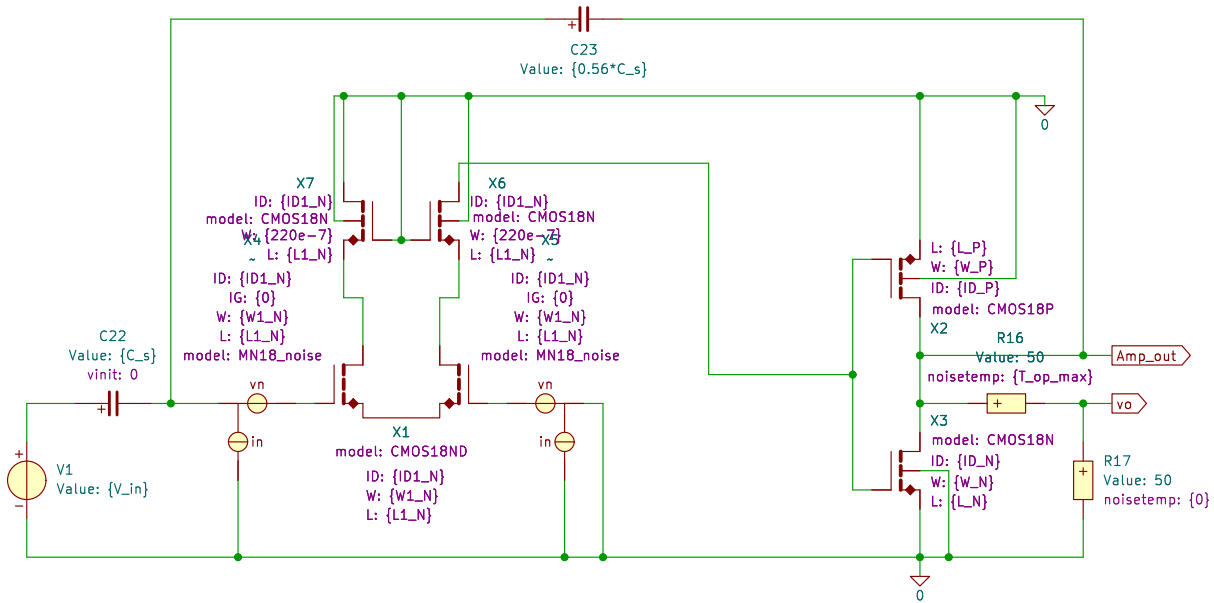 C23
Value: {0.56*C_s}
0
X7
ID: {ID1_N}
model: CMOS18N
W: {220e-7}
L: {L1_N}
X6
ID: {ID1_N}
model: CMOS18N
W: {220e-7}
L: {L1_N}
X4
~
ID: {ID1_N}
IG: {0}
W: {W1_N}
L: {L1_N}
model: MN18_noise
X5
~
ID: {ID1_N}
IG: {0}
W: {W1_N}
L: {L1_N}
model: MN18_noise
L: {L_P}
W: {W_P}
ID: {ID_P}
model: CMOS18P
X2
C22
Value: {C_s}
vinit: 0
+
vn
in
vn
in
X1
model: CMOS18ND
ID: {ID1_N}
W: {W1_N}
L: {L1_N}
V1
Value: {V_in}
+
−
R16
Value: 50
noisetemp: {T_op_max}
+
Amp_out
vo
X3
model: CMOS18N
ID: {ID_N}
W: {W_N}
L: {L_N}
R17
Value: 50
noisetemp: {0}
+
+
0